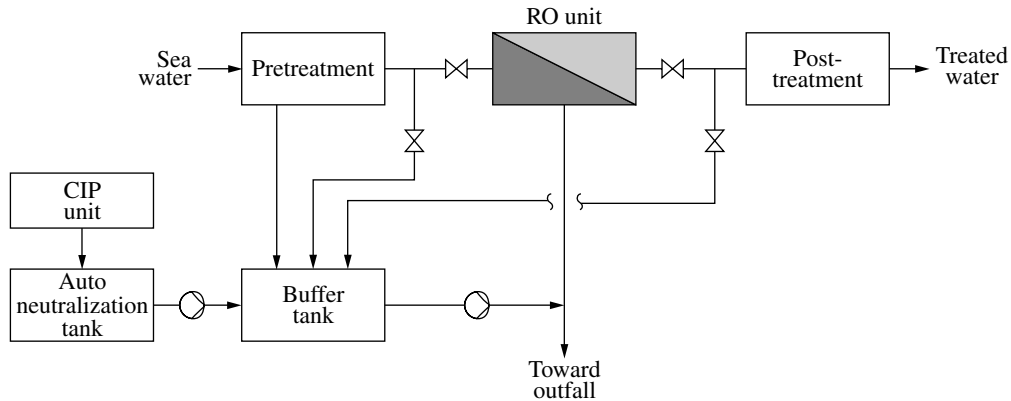 RO unit
Sea
water
Pretreatment
Post-
treatment
Treated
water
CIP
unit
Auto
neutralization
tank
Buffer
tank
Toward
outfall